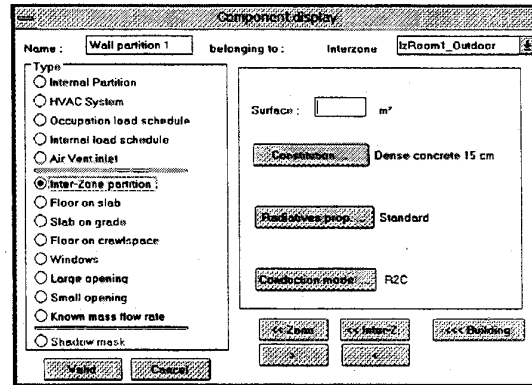 Component display
Name : Wall partition 1 belonging to : Interzone IzRoom1_Outdoor
Type
Internal Partition
HVAC System
Occupation load schedule
Internal load schedule
Air Vent inlet
Inter-Zone partition
Floor on slab
Slab on grade
Floor on crawlspace
Windows
Large opening
Small opening
Known mass flow rate
Shadow mask
Surface : m²
Constitution ... Dense concrete 15 cm
Radiatives prop. ... Standard
Conduction model ... R2C
<< Zone << Inter-Z <<< Building
> <
Valid Cancel